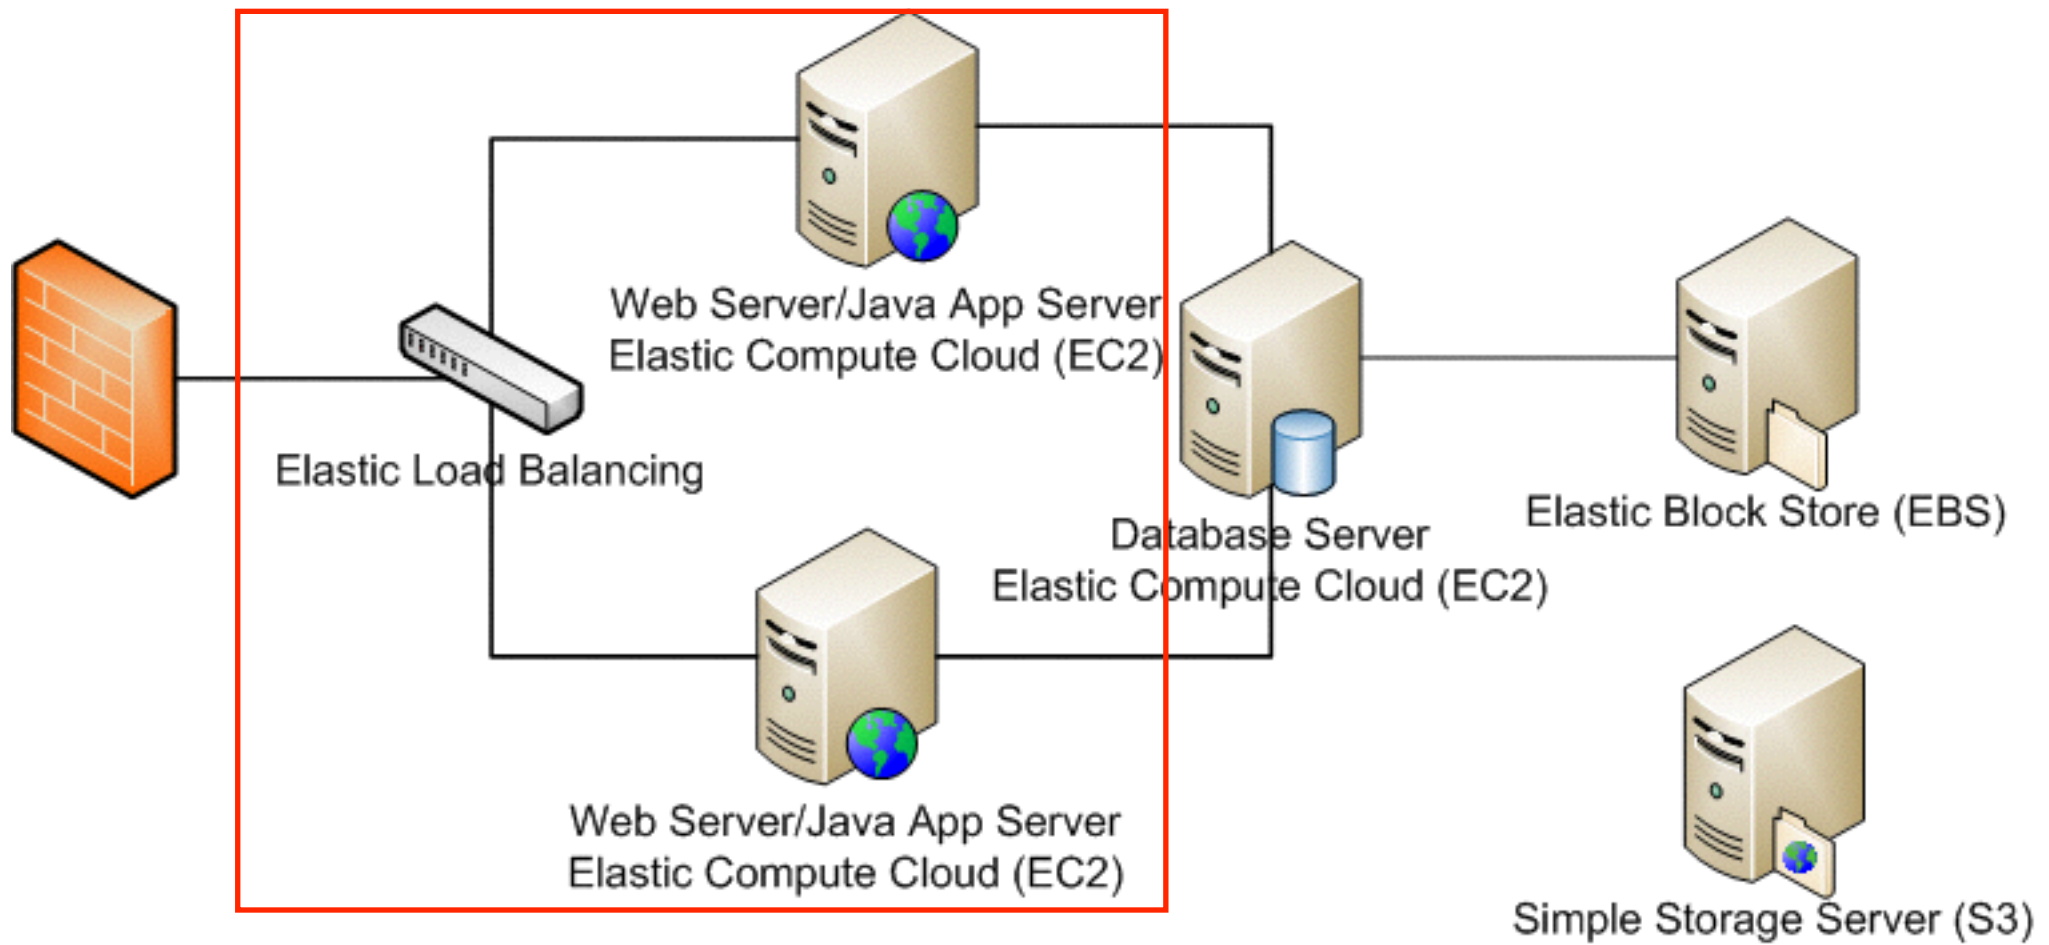 Web Server/Java App Server
Elastic Compute Cloud (EC2)
Elastic Load Balancing
Database Server
Elastic Compute Cloud (EC2)
Elastic Block Store (EBS)
Web Server/Java App Server
Elastic Compute Cloud (EC2)
Simple Storage Server (S3)